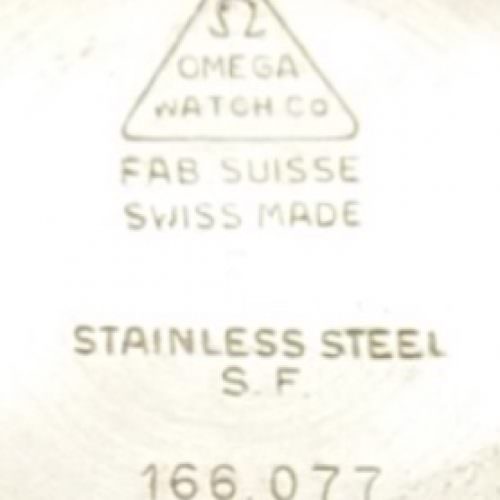 Ω
OMEGA
WATCH CO
FAB. SUISSE
SWISS MADE
STAINLESS STEEL
S. F.
166.077